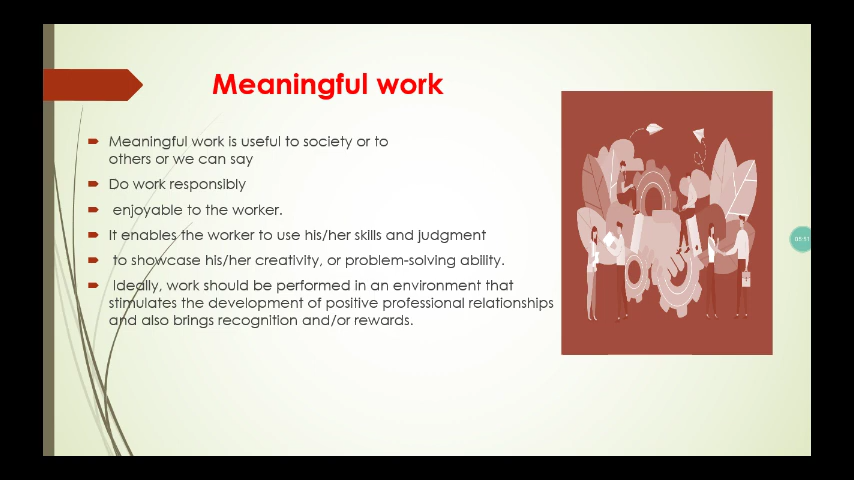 Meaningful work
Meaningful work is useful to society or to
others or we can say
Do work responsibly
enjoyable to the worker.
It enables the worker to use his/her skills and judgment
to showcase his/her creativity, or problem-solving ability.
Ideally, work should be performed in an environment that
stimulates the development of positive professional relationships
and also brings recognition and/or rewards.